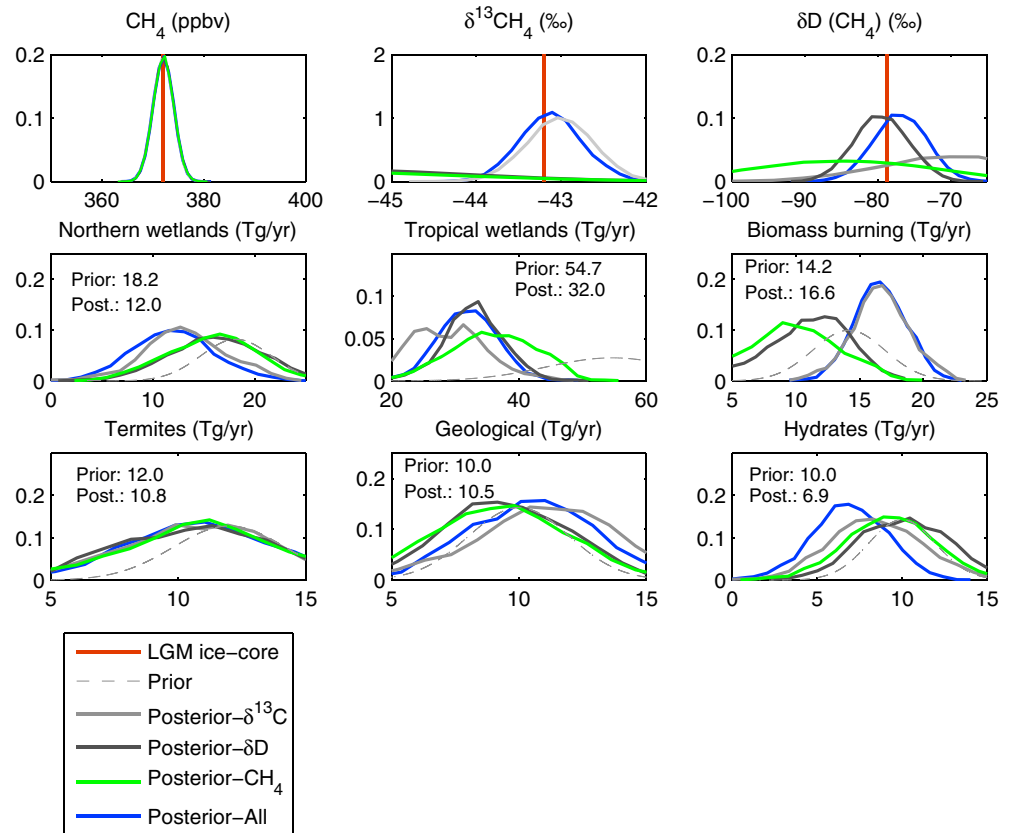 CH₄ (ppbv)
δ¹³CH₄ (‰)
δD (CH₄) (‰)
0.2
0.1
0
360
380
400
2
1
0
−45
−44
−43
−42
0.2
0.1
0
−100
−90
−80
−70
Northern wetlands (Tg/yr)
Tropical wetlands (Tg/yr)
Biomass burning (Tg/yr)
Prior: 18.2
Post.: 12.0
0.2
0.1
0
0
10
20
Prior: 54.7
Post.: 32.0
0.1
0.05
0
20
40
60
Prior: 14.2
Post.: 16.6
0.2
0.1
0
5
10
15
20
25
Termites (Tg/yr)
Geological (Tg/yr)
Hydrates (Tg/yr)
Prior: 12.0
Post.: 10.8
0.2
0.1
0
5
10
15
Prior: 10.0
Post.: 10.5
0.2
0.1
0
5
10
15
Prior: 10.0
Post.: 6.9
0.2
0.1
0
0
5
10
15
LGM ice−core
Prior
Posterior−δ¹³C
Posterior−δD
Posterior−CH₄
Posterior−All